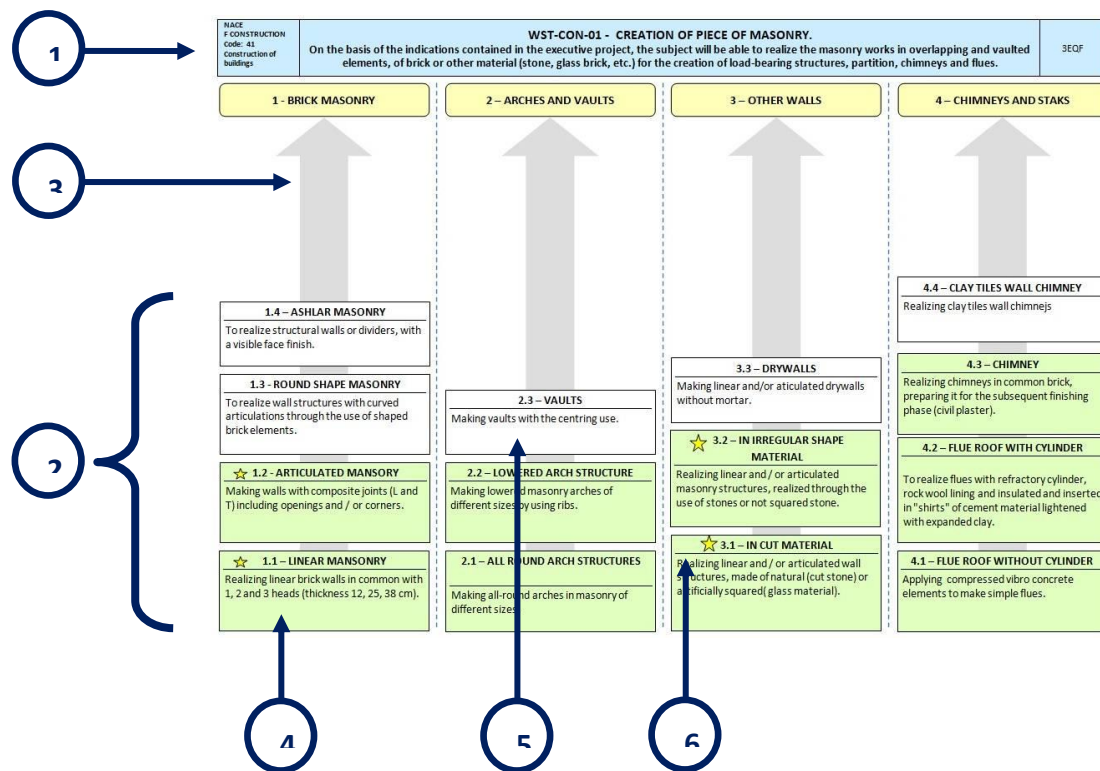 1
NACE
F CONSTRUCTION
Code: 41
Construction of
buildings
WST-CON-01 - CREATION OF PIECE OF MASONRY.
On the basis of the indications contained in the executive project, the subject will be able to realize the masonry works in overlapping and vaulted
elements, of brick or other material (stone, glass brick, etc.) for the creation of load-bearing structures, partition, chimneys and flues.
3EQF
1 - BRICK MASONRY
2 – ARCHES AND VAULTS
3 – OTHER WALLS
4 – CHIMNEYS AND STAKS
3
2
1.4 – ASHLAR MASONRY
To realize structural walls or dividers, with
a visible face finish.
1.3 - ROUND SHAPE MASONRY
To realize wall structures with curved
articulations through the use of shaped
brick elements.
1.2 - ARTICULATED MANSORY
Making walls with composite joints (L and
T) including openings and / or corners.
1.1 – LINEAR MANSONRY
Realizing linear brick walls in common with
1, 2 and 3 heads (thickness 12, 25, 38 cm).
2.3 – VAULTS
Making vaults with the centring use.
2.2 – LOWERED ARCH STRUCTURE
Making lowered masonry arches of
different sizes by using ribs.
2.1 – ALL ROUND ARCH STRUCTURES
Making all-round arches in masonry of
different sizes
3.3 – DRYWALLS
Making linear and/or aticulated drywalls
without mortar.
3.2 – IN IRREGULAR SHAPE
MATERIAL
Realizing linear and / or articulated
masonry structures, realized through the
use of stones or not squared stone.
3.1 – IN CUT MATERIAL
Realizing linear and / or articulated wall
structures, made of natural (cut stone) or
artificially squared( glass material).
4.4 – CLAY TILES WALL CHIMNEY
Realizing clay tiles wall chimnejs
4.3 – CHIMNEY
Realizing chimneys in common brick,
preparing it for the subsequent finishing
phase (civil plaster).
4.2 – FLUE ROOF WITH CYLINDER
To realize flues with refractory cylinder,
rock wool lining and insulated and inserted
in "shirts" of cement material lightened
with expanded clay.
4.1 – FLUE ROOF WITHOUT CYLINDER
Applying compressed vibro concrete
elements to make simple flues.
4
5
6